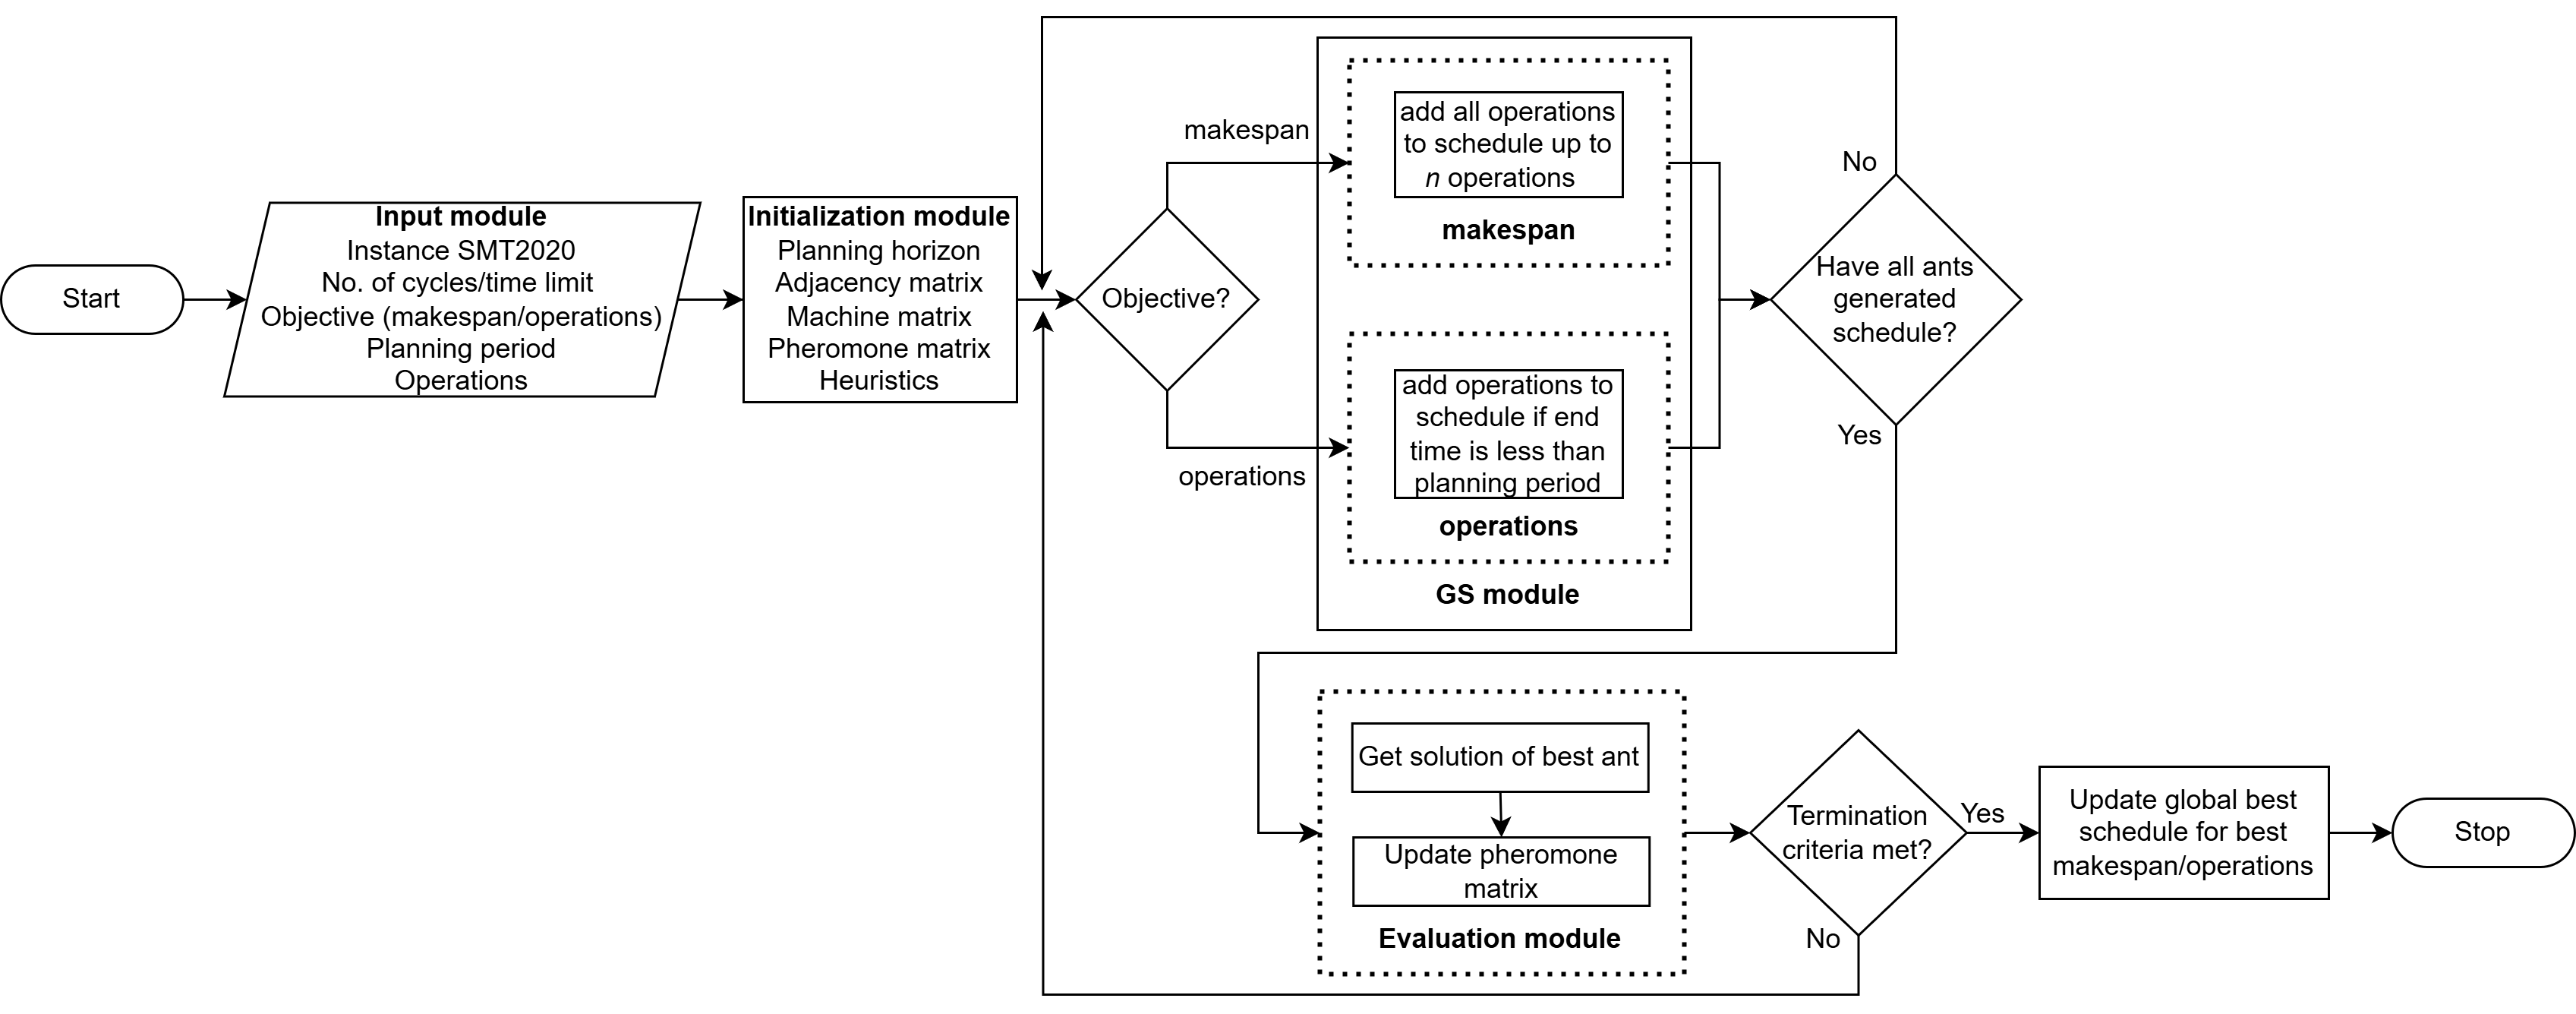 Start
Input module
Instance SMT2020
No. of cycles/time limit
Objective (makespan/operations)
Planning period
Operations
Initialization module
Planning horizon
Adjacency matrix
Machine matrix
Pheromone matrix
Heuristics
Objective?
makespan
operations
add all operations
to schedule up to
n operations
makespan
add operations to
schedule if end
time is less than
planning period
operations
GS module
Have all ants
generated
schedule?
No
Yes
Get solution of best ant
Update pheromone
matrix
Evaluation module
Termination
criteria met?
Yes
No
Update global best
schedule for best
makespan/operations
Stop